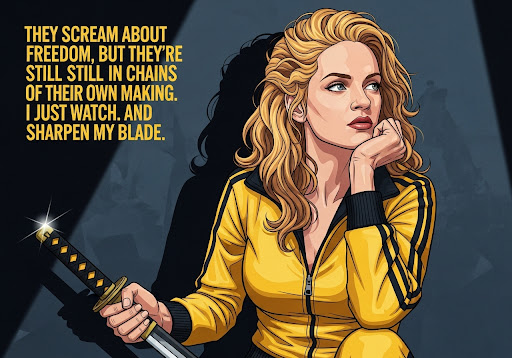 THEY SCREAM ABOUT
FREEDOM, BUT THEY'RE
STILL STILL IN CHAINS
OF THEIR OWN MAKING.
I JUST WATCH. AND
SHARPEN MY BLADE.